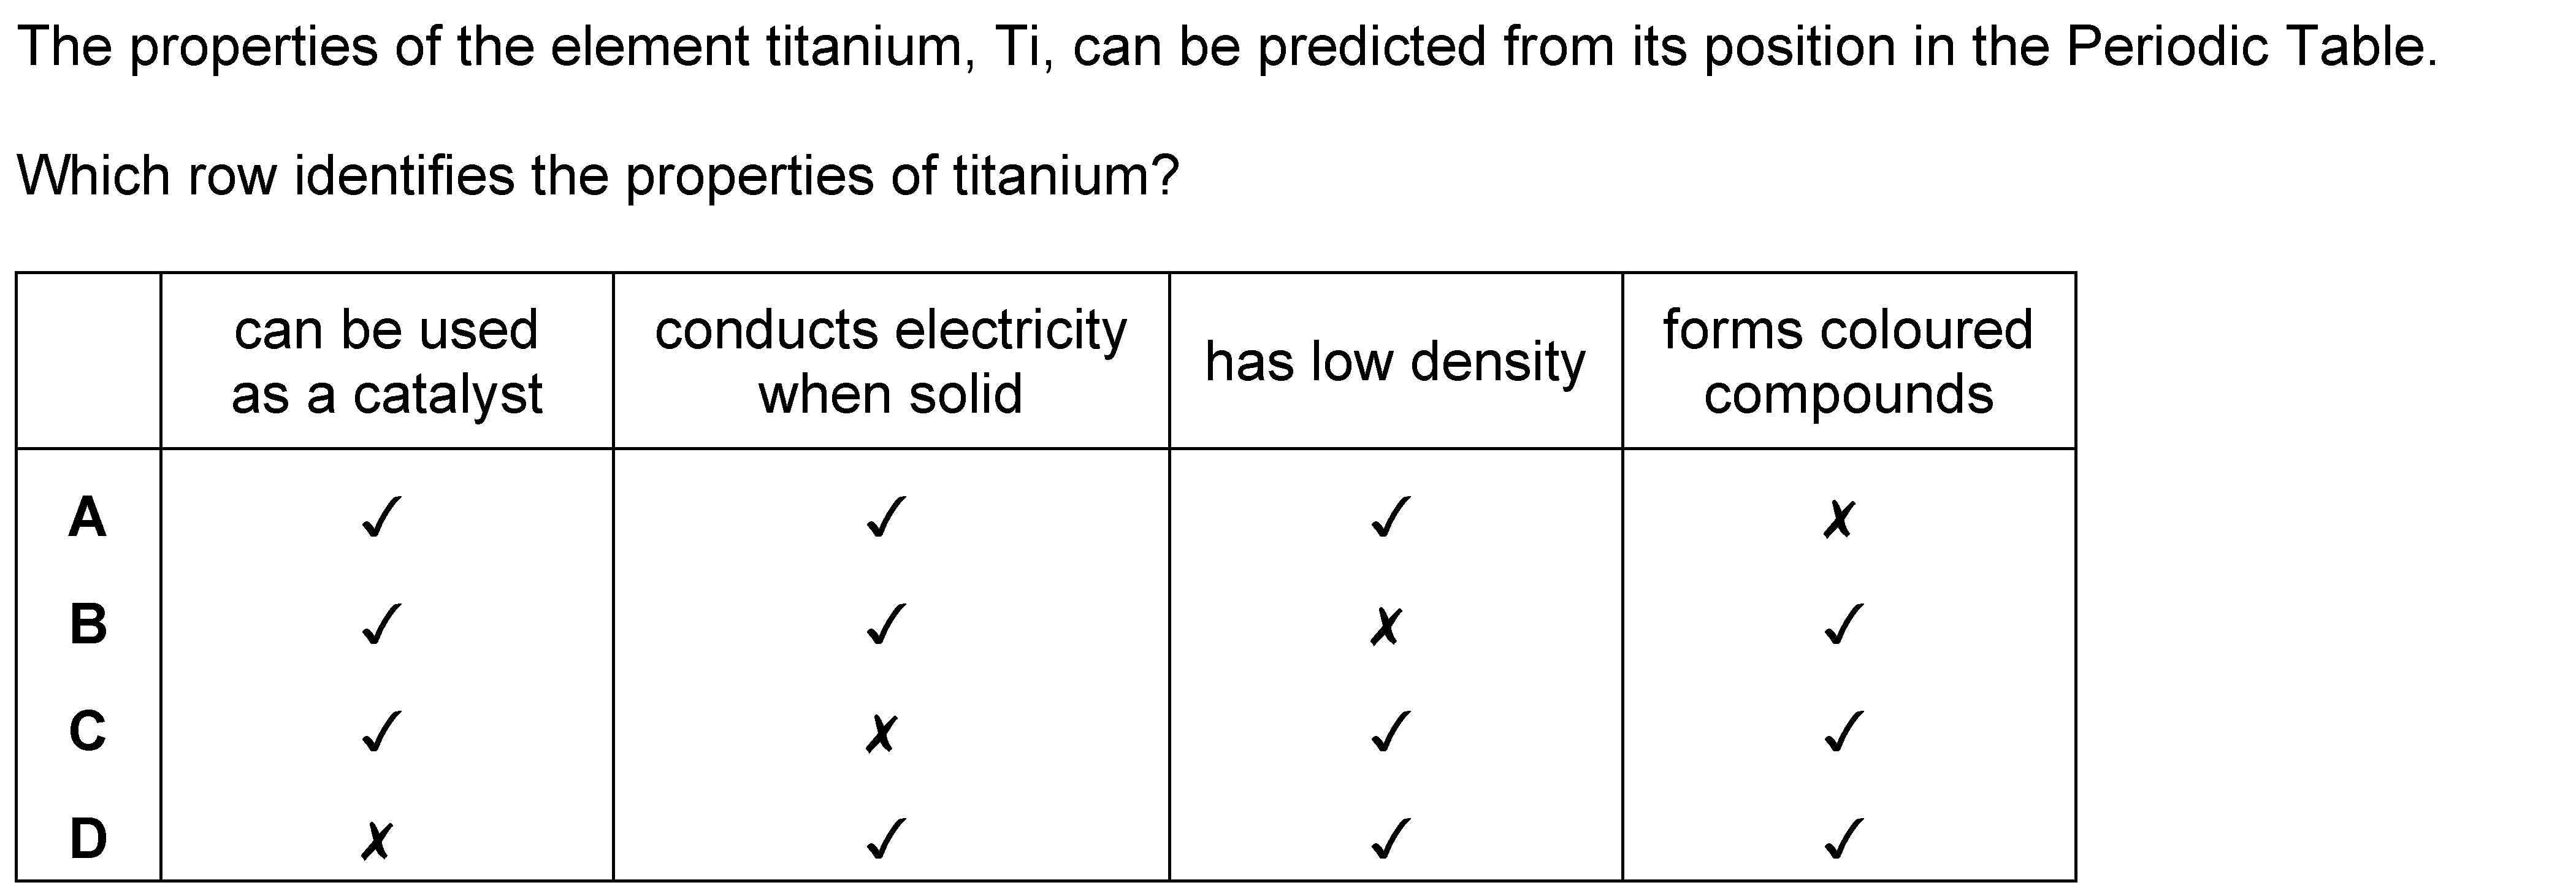 The properties of the element titanium, Ti, can be predicted from its position in the Periodic Table.
Which row identifies the properties of titanium?
can be used as a catalyst | conducts electricity when solid | has low density | forms coloured compounds
A ✓ ✓ ✓ ✗
B ✓ ✓ ✗ ✓
C ✓ ✗ ✓ ✓
D ✗ ✓ ✓ ✓